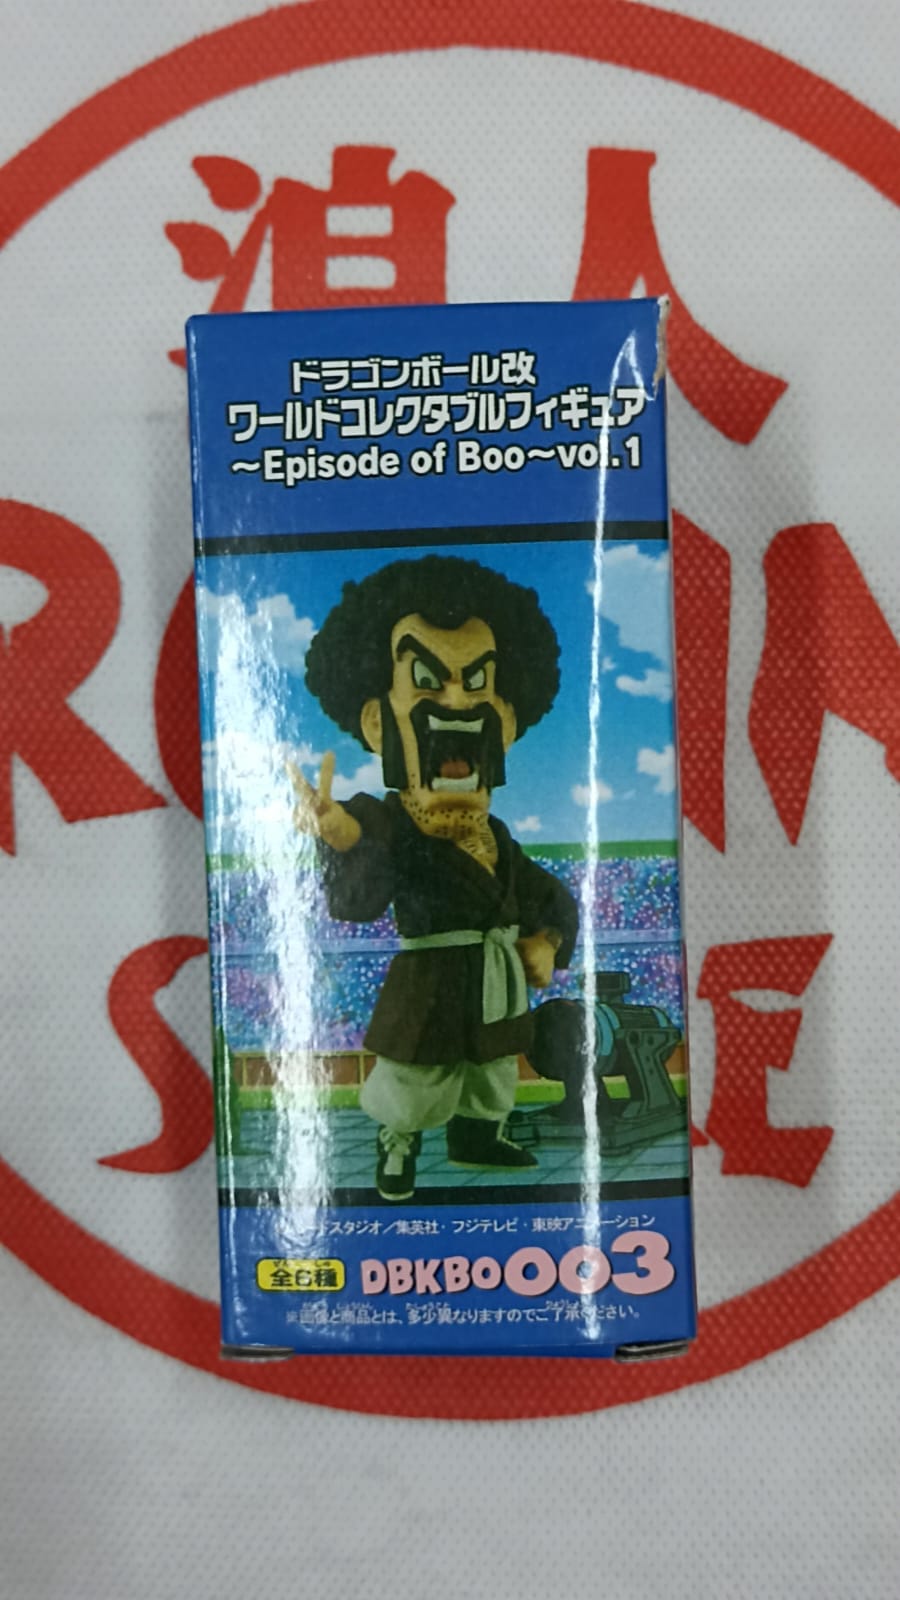 浪人
ドラゴンボール改
ワールドコレクタブルフィギュア
～Episode of Boo～vol.1
スタジオ／集英社・フジテレビ・東映アニメーション
全6種 DBKBO003
※画像と商品とは、多少異なりますのでご了承ください。